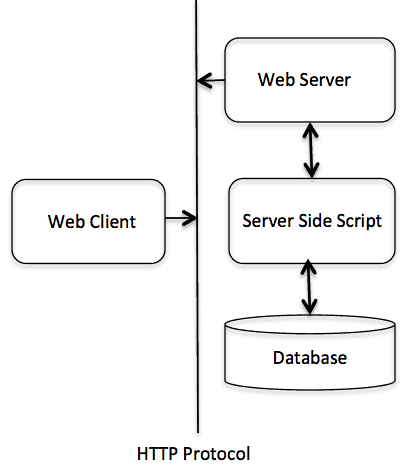 Web Server
Web Client
Server Side Script
Database
HTTP Protocol